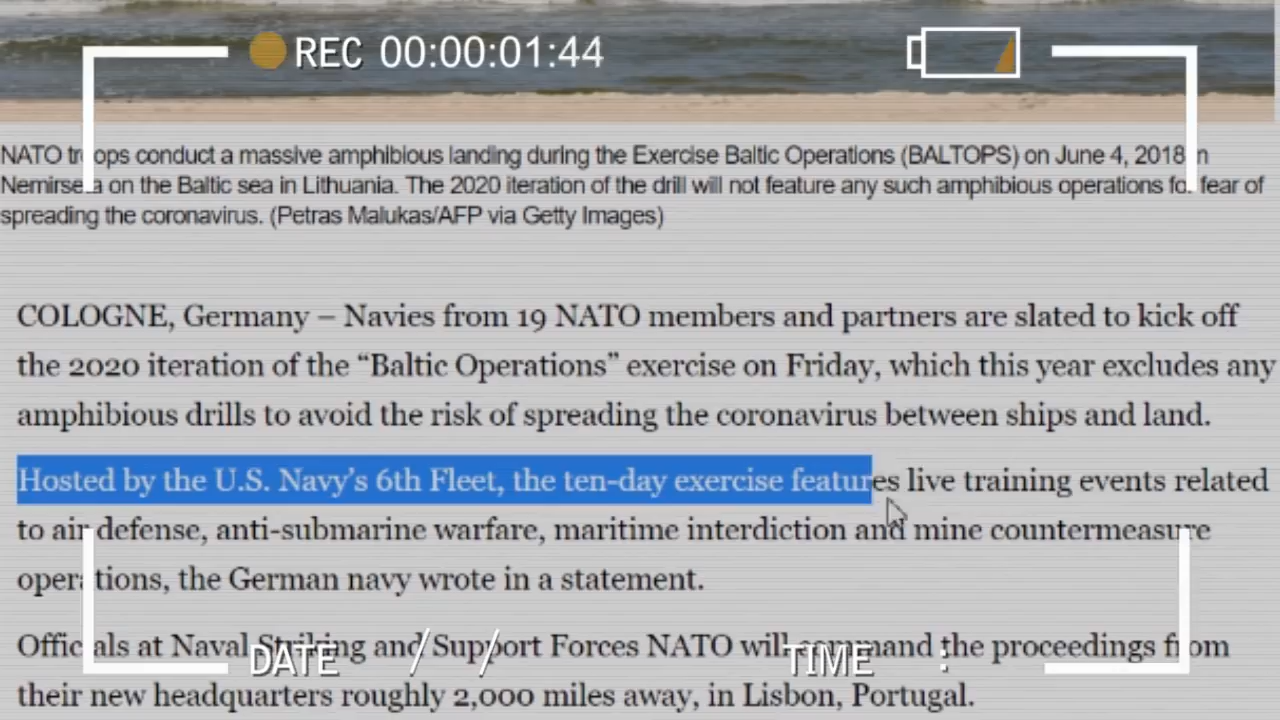 REC 00:00:01:44
NATO troops conduct a massive amphibious landing during the Exercise Baltic Operations (BALTOPS) on June 4, 2018 in
Nemirseta on the Baltic sea in Lithuania. The 2020 iteration of the drill will not feature any such amphibious operations for fear of
spreading the coronavirus. (Petras Malukas/AFP via Getty Images)
COLOGNE, Germany – Navies from 19 NATO members and partners are slated to kick off
the 2020 iteration of the “Baltic Operations” exercise on Friday, which this year excludes any
amphibious drills to avoid the risk of spreading the coronavirus between ships and land.
Hosted by the U.S. Navy’s 6th Fleet, the ten-day exercise features live training events related
to air defense, anti-submarine warfare, maritime interdiction and mine countermeasure
operations, the German navy wrote in a statement.
Officials at Naval Striking and Support Forces NATO will command the proceedings from
DATE / / TIME :
their new headquarters roughly 2,000 miles away, in Lisbon, Portugal.